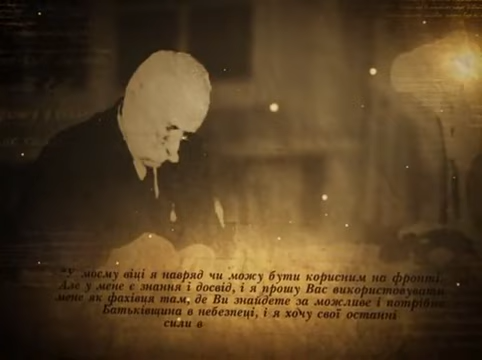 "У моєму віці я навряд чи можу бути корисним на фронті.
Але у мене є знання і досвід, і я прошу Вас використовувати
мене як фахівця там, де Ви знайдете за можливе і потрібне
Батьківщина в небезпеці, і я хочу свої останні
сили в